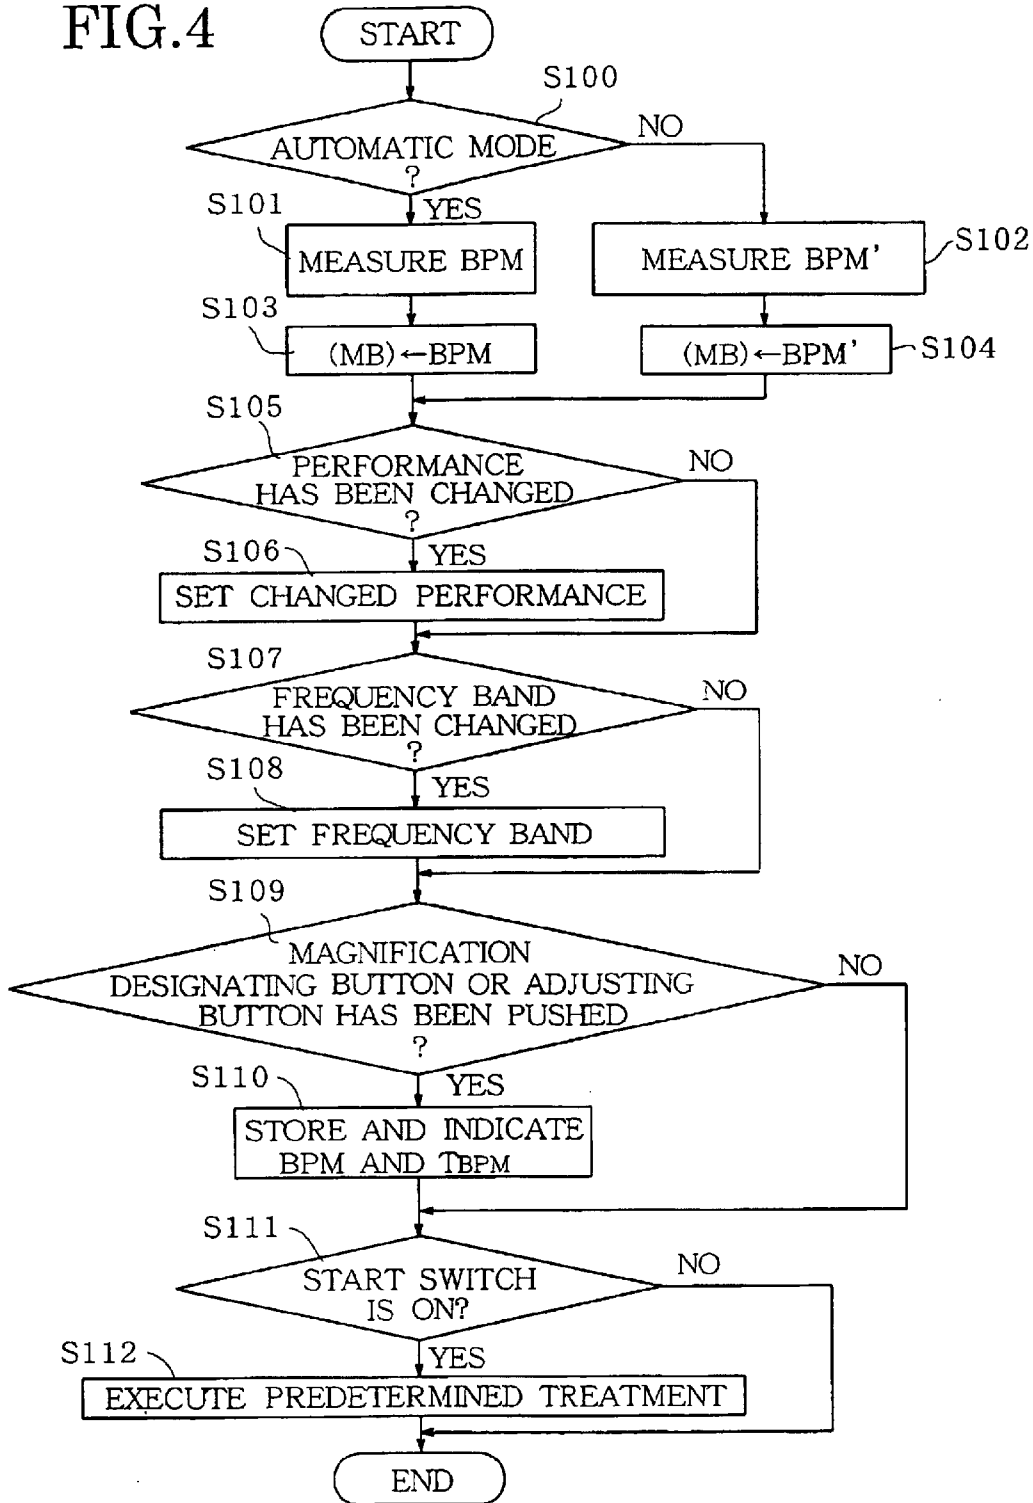 FIG.4
START
S100
AUTOMATIC MODE
?
NO
YES
S101
MEASURE BPM
MEASURE BPM'
S102
S103
(MB)←BPM
(MB)←BPM'
S104
S105
PERFORMANCE
HAS BEEN CHANGED
?
NO
YES
S106
SET CHANGED PERFORMANCE
S107
FREQUENCY BAND
HAS BEEN CHANGED
?
NO
YES
S108
SET FREQUENCY BAND
S109
MAGNIFICATION
DESIGNATING BUTTON OR ADJUSTING
BUTTON HAS BEEN PUSHED
?
NO
YES
S110
STORE AND INDICATE
BPM AND TBPM
S111
START SWITCH
IS ON?
NO
YES
S112
EXECUTE PREDETERMINED TREATMENT
END